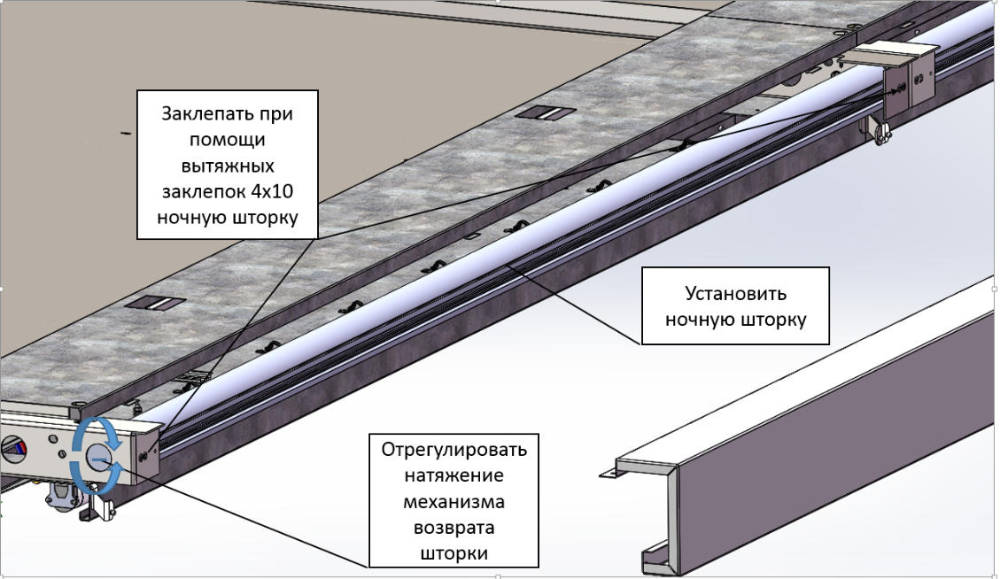 Заклепать при
помощи
вытяжных
заклепок 4х10
ночную шторку
Установить
ночную шторку
Отрегулировать
натяжение
механизма
возврата
шторки